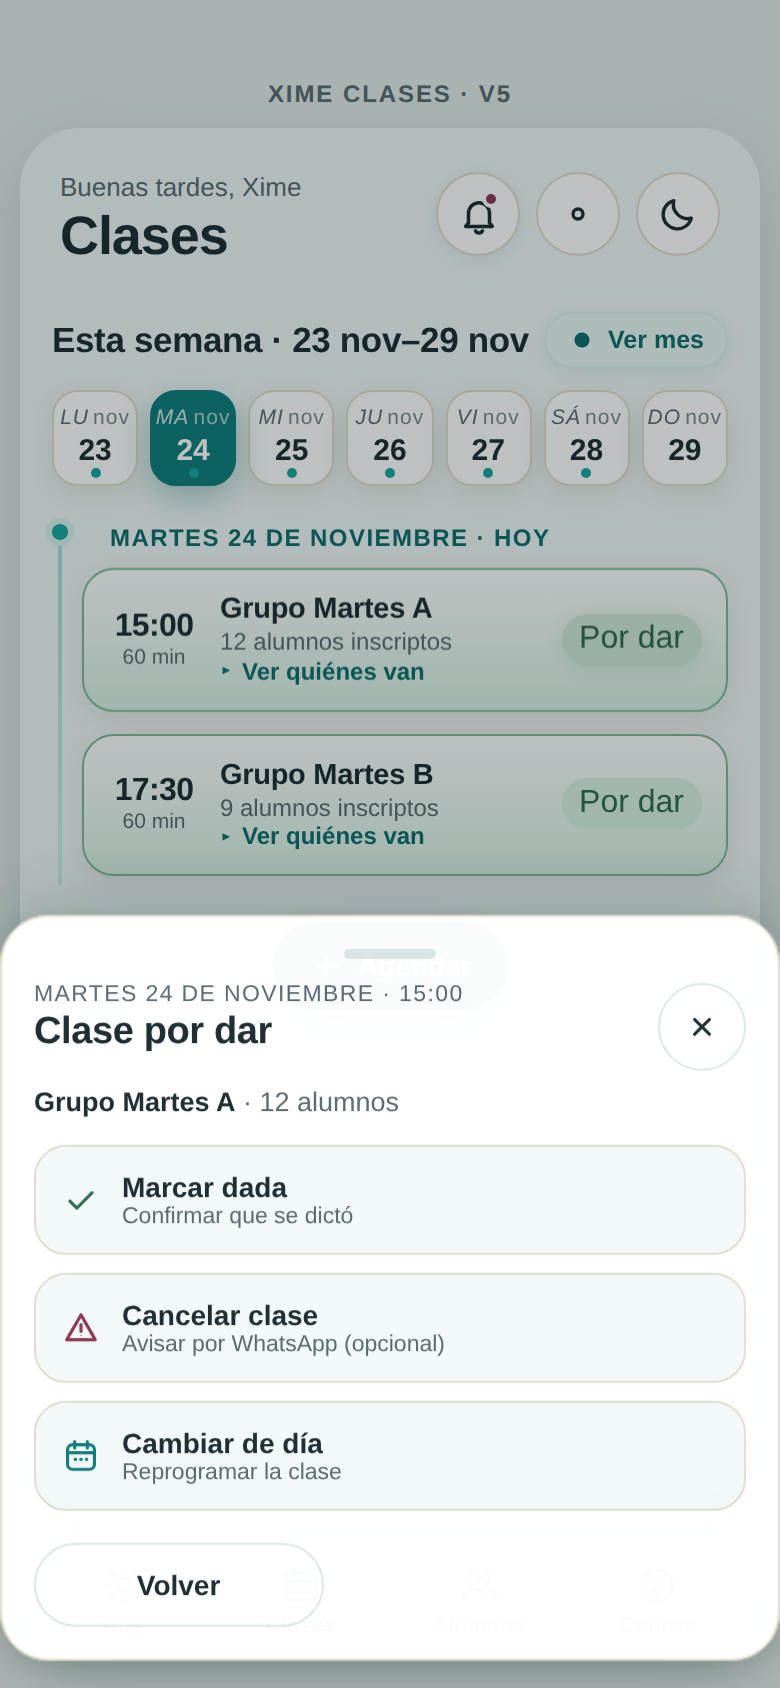 XIME CLASES · V5
Buenas tardes, Xime
Clases
Esta semana · 23 nov–29 nov
Ver mes
LU nov
23
MA nov
24
MI nov
25
JU nov
26
VI nov
27
SÁ nov
28
DO nov
29
MARTES 24 DE NOVIEMBRE · HOY
15:00
60 min
Grupo Martes A
12 alumnos inscriptos
▸ Ver quiénes van
Por dar
17:30
60 min
Grupo Martes B
9 alumnos inscriptos
▸ Ver quiénes van
Por dar
Agendar
MARTES 24 DE NOVIEMBRE · 15:00
Clase por dar
Grupo Martes A · 12 alumnos
Marcar dada
Confirmar que se dictó
Cancelar clase
Avisar por WhatsApp (opcional)
Cambiar de día
Reprogramar la clase
Volver
Hoy
Clases
Alumnos
Cobros